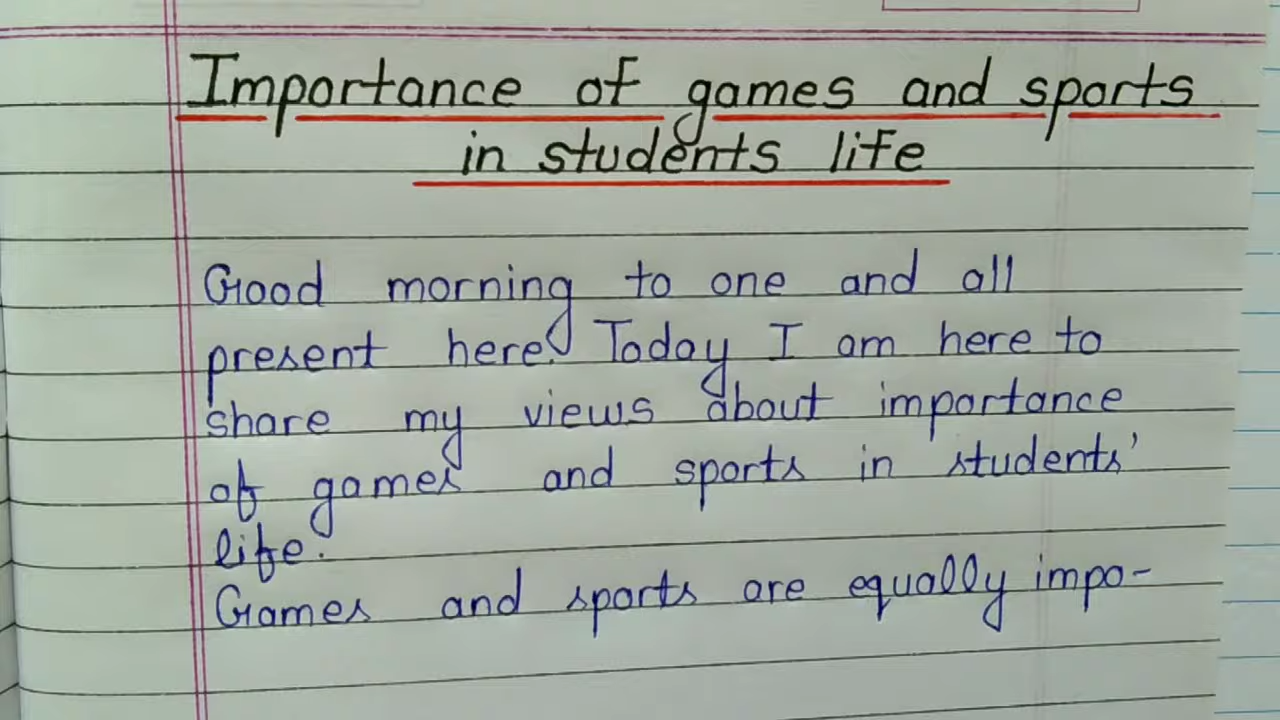 Importance of games and sports
in students life
Good morning to one and all
present here. Today I am here to
share my views about importance
of games and sports in students'
life.
Games and sports are equally impo-